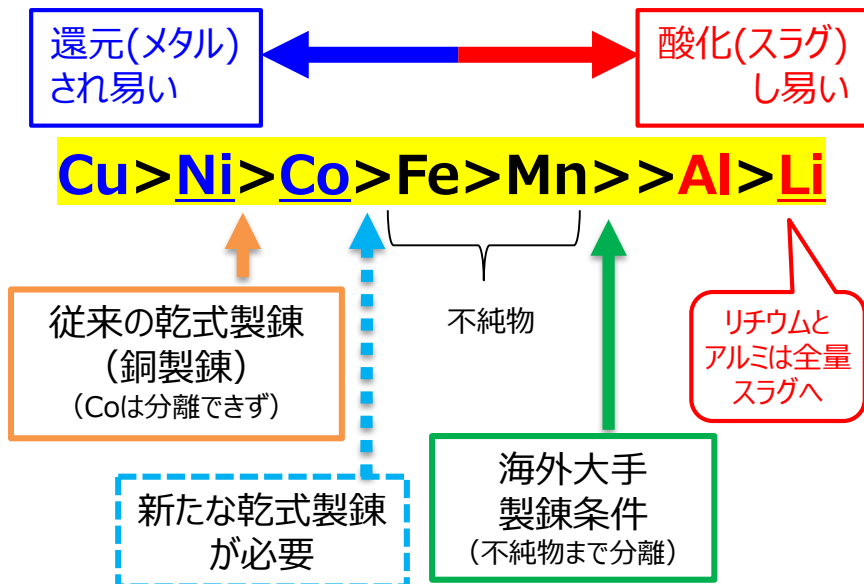 還元(メタル)
され易い
酸化(スラグ)
し易い
Cu>Ni>Co>Fe>Mn>>Al>Li
従来の乾式製錬
(銅製錬)
(Coは分離できず)
不純物
リチウムと
アルミは全量
スラグへ
新たな乾式製錬
が必要
海外大手
製錬条件
(不純物まで分離)